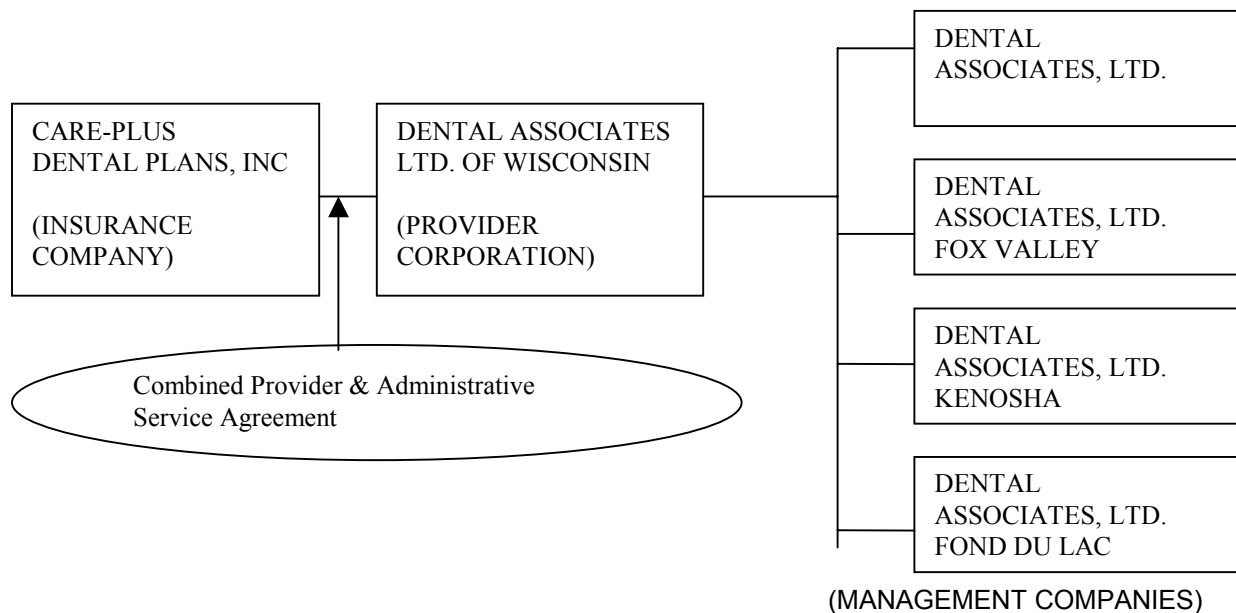 CARE-PLUS
DENTAL PLANS, INC
(INSURANCE
COMPANY)
DENTAL ASSOCIATES
LTD. OF WISCONSIN
(PROVIDER
CORPORATION)
Combined Provider & Administrative
Service Agreement
DENTAL
ASSOCIATES, LTD.
DENTAL
ASSOCIATES, LTD.
FOX VALLEY
DENTAL
ASSOCIATES, LTD.
KENOSHA
DENTAL
ASSOCIATES, LTD.
FOND DU LAC
(MANAGEMENT COMPANIES)